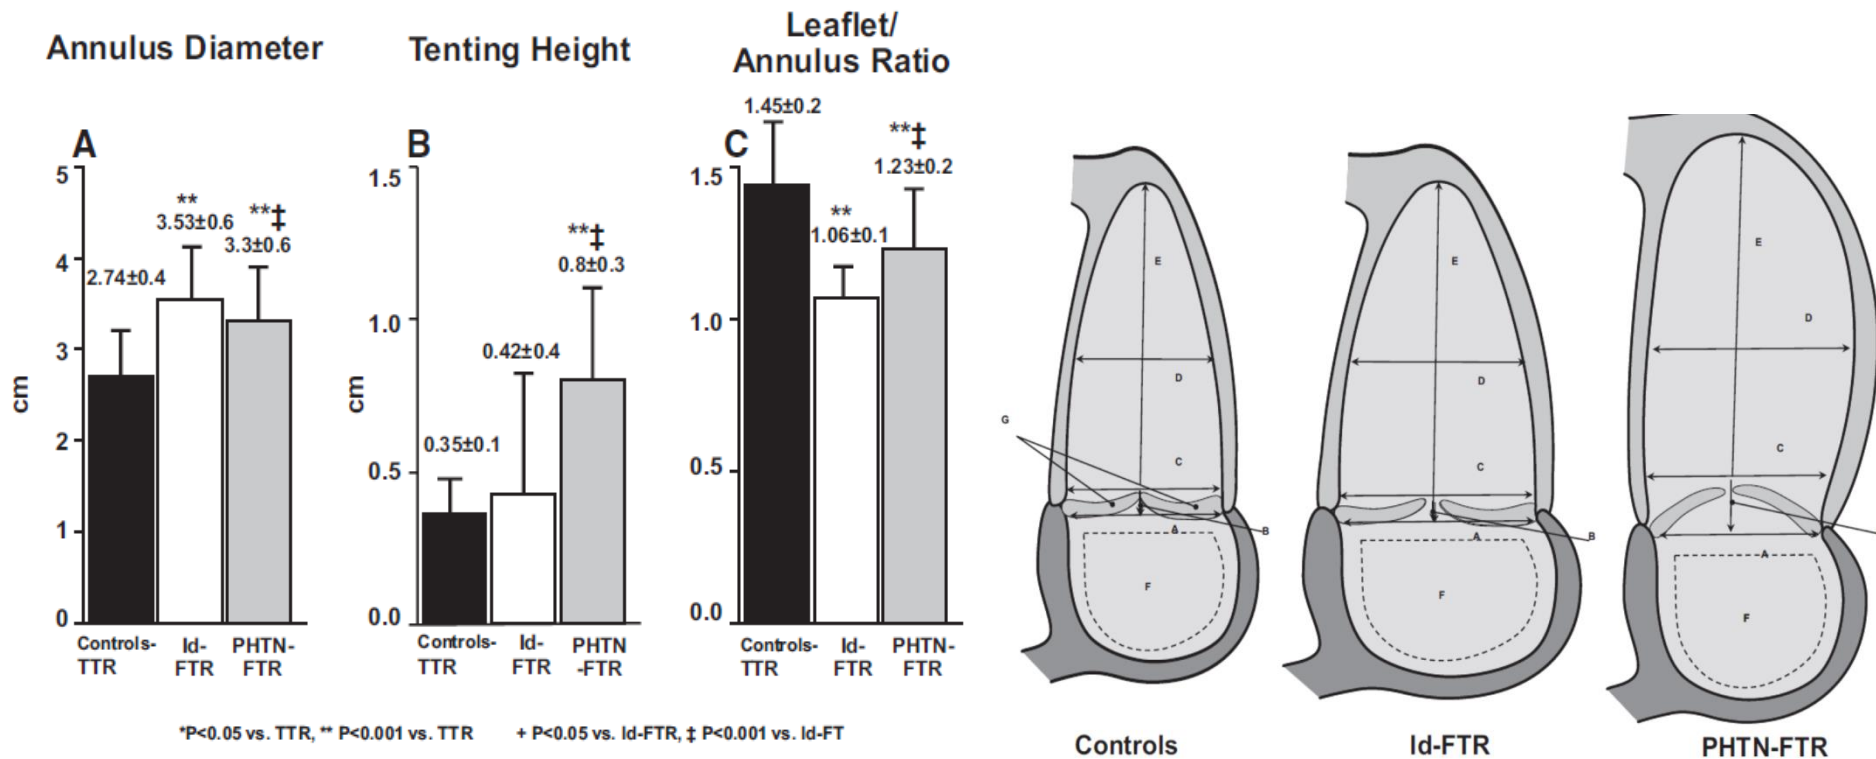 Annulus Diameter
Tenting Height
Leaflet/
Annulus Ratio
A
5
4
3
2
1
0
cm
2.74±0.4
**
3.53±0.6
**‡
3.3±0.6
Controls-
TTR
Id-
FTR
PHTN-
FTR
B
1.5
1.0
0.5
0.0
cm
0.35±0.1
0.42±0.4
**‡
0.8±0.3
Controls-
TTR
Id-
FTR
PHTN
-FTR
C
1.5
1.0
0.5
0.0
1.45±0.2
**
1.06±0.1
**‡
1.23±0.2
Controls-
TTR
Id-
FTR
PHTN-
FTR
*P<0.05 vs. TTR, ** P<0.001 vs. TTR
+ P<0.05 vs. Id-FTR, ‡ P<0.001 vs. Id-FT
E
D
C
G
A
B
F
Controls
E
D
C
A
B
F
Id-FTR
E
D
C
A
F
PHTN-FTR